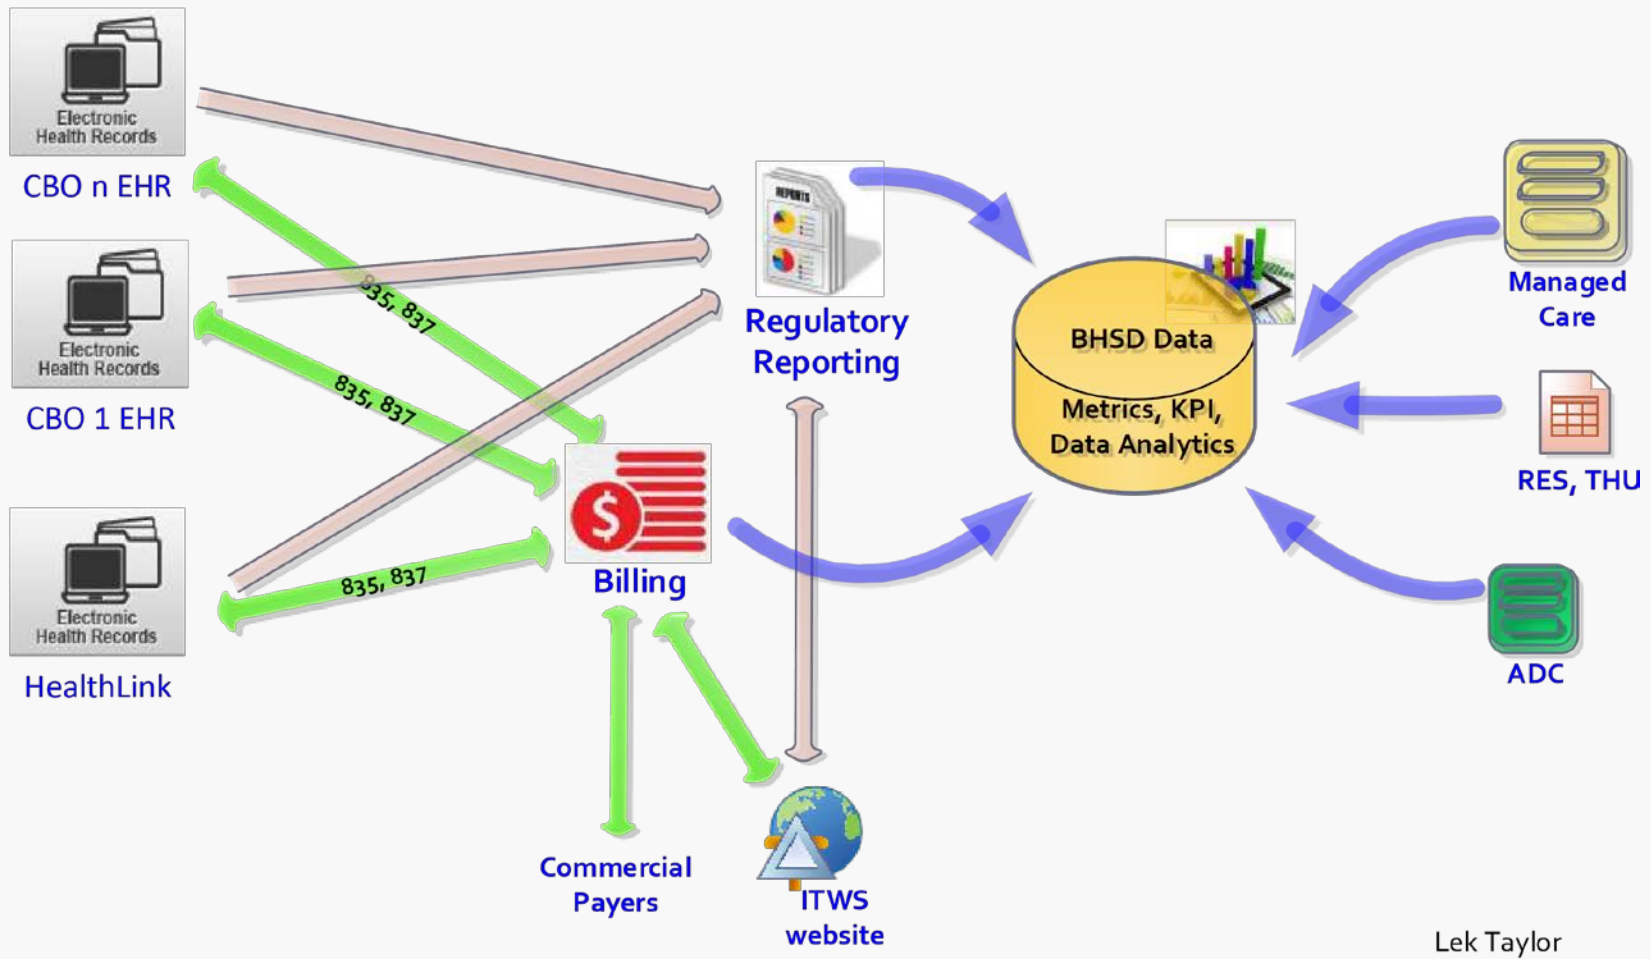 Electronic
Health Records
CBO n EHR
Electronic
Health Records
CBO 1 EHR
Electronic
Health Records
HealthLink
835, 837
835, 837
835, 837
REPORTS
Regulatory
Reporting
Billing
Commercial
Payers
ITWS
website
BHSD Data
Metrics, KPI,
Data Analytics
Managed
Care
RES, THU
ADC
Lek Taylor